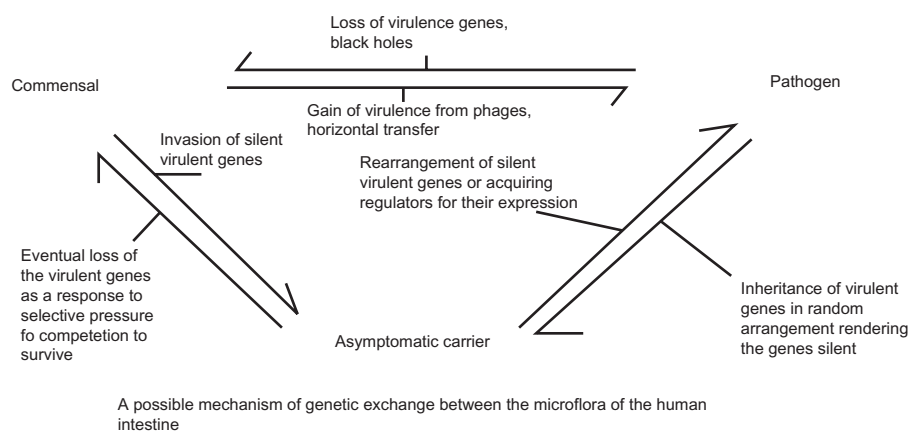 Loss of virulence genes,
black holes
Commensal
Pathogen
Gain of virulence from phages,
horizontal transfer
Invasion of silent
virulent genes
Rearrangement of silent
virulent genes or acquiring
regulators for their expression
Eventual loss of
the virulent genes
as a response to
selective pressure
fo competetion to
survive
Inheritance of virulent
genes in random
arrangement rendering
the genes silent
Asymptomatic carrier
A possible mechanism of genetic exchange between the microflora of the human
intestine